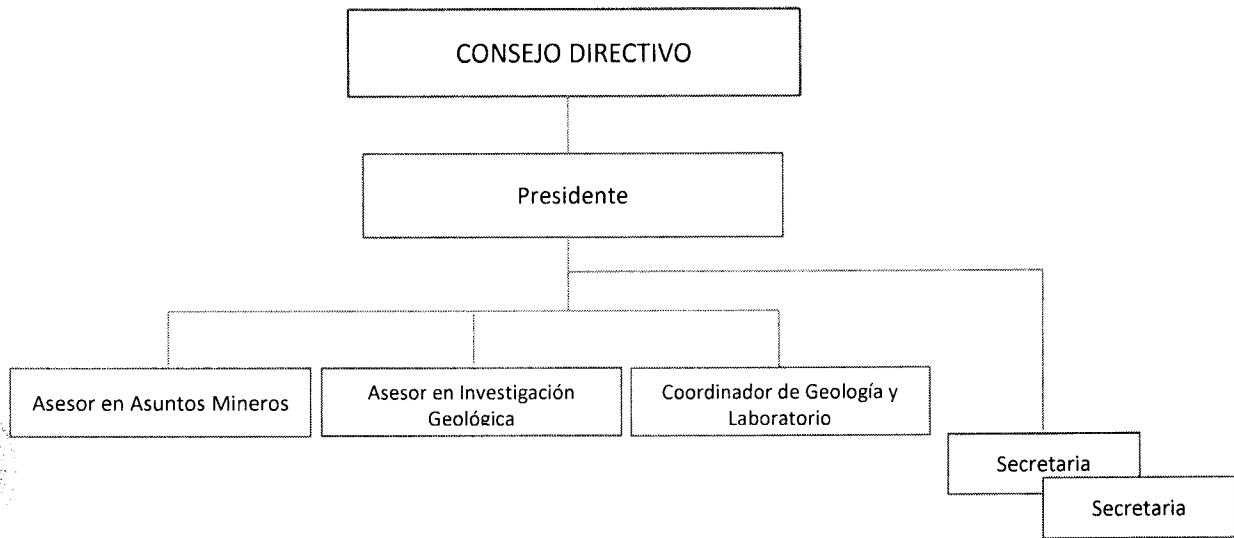 CONSEJO DIRECTIVO
Presidente
Asesor en Asuntos Mineros
Asesor en Investigación
Geológica
Coordinador de Geología y
Laboratorio
Secretaria
Secretaria